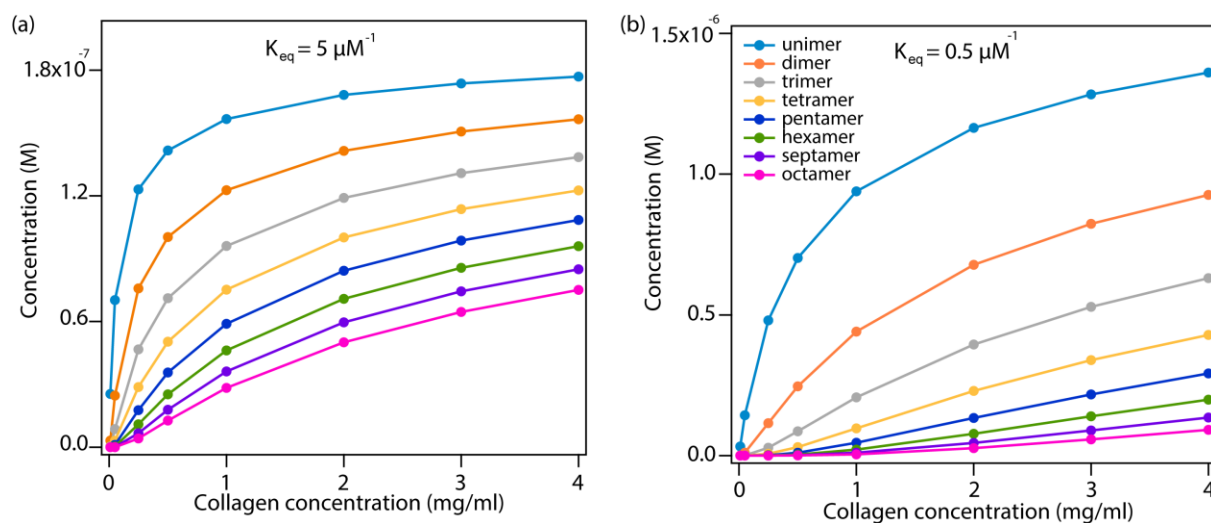 (a)
K_eq = 5 μM^-1
1.8x10^-7
1.2
0.6
0.0
Concentration (M)
0 1 2 3 4
Collagen concentration (mg/ml)
(b)
K_eq = 0.5 μM^-1
1.5x10^-6
1.0
0.5
0.0
Concentration (M)
unimer
dimer
trimer
tetramer
pentamer
hexamer
septamer
octamer
0 1 2 3 4
Collagen concentration (mg/ml)